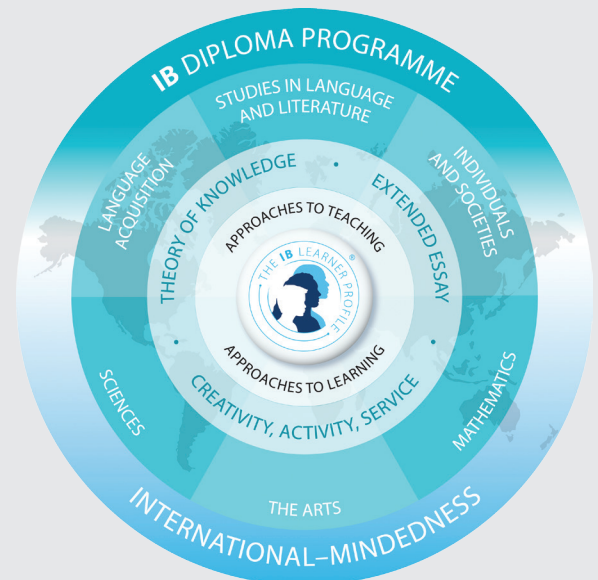 IB DIPLOMA PROGRAMME
STUDIES IN LANGUAGE
AND LITERATURE
LANGUAGE
ACQUISITION
INDIVIDUALS
AND SOCIETIES
THEORY OF KNOWLEDGE
EXTENDED ESSAY
APPROACHES TO TEACHING
THE IB LEARNER PROFILE ®
APPROACHES TO LEARNING
CREATIVITY, ACTIVITY, SERVICE
SCIENCES
MATHEMATICS
THE ARTS
INTERNATIONAL–MINDEDNESS